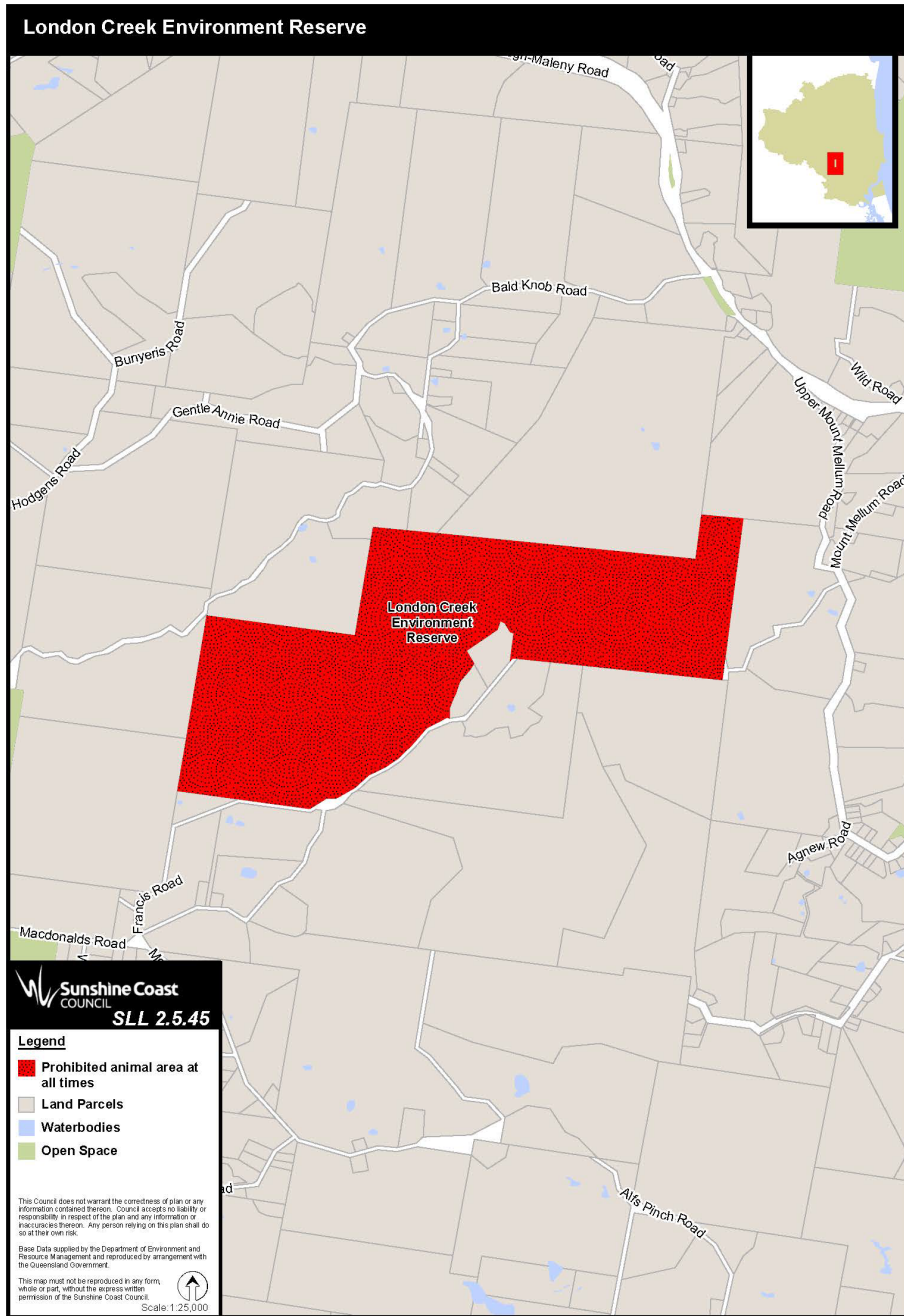 London Creek Environment Reserve
Bald Knob Road
Bunyeris Road
Gentle Annie Road
Hodgens Road
Wild Road
Upper Mount Mellum Road
Mount Mellum Road
London Creek
Environment
Reserve
Agnew Road
Francis Road
Macdonalds Road
Alfs Pinch Road
Sunshine Coast
COUNCIL
SLL 2.5.45
Legend
Prohibited animal area at
all times
Land Parcels
Waterbodies
Open Space
This Council does not warrant the correctness of plan or any
information contained thereon. Council accepts no liability or
responsibility in respect of the plan and any information or
inaccuracies thereon. Any person relying on this plan shall do
so at their own risk.
Base Data supplied by the Department of Environment and
Resource Management and reproduced by arrangement with
the Queensland Government.
This map must not be reproduced in any form,
whole or part, without the express written
permission of the Sunshine Coast Council.
Scale:1:25,000